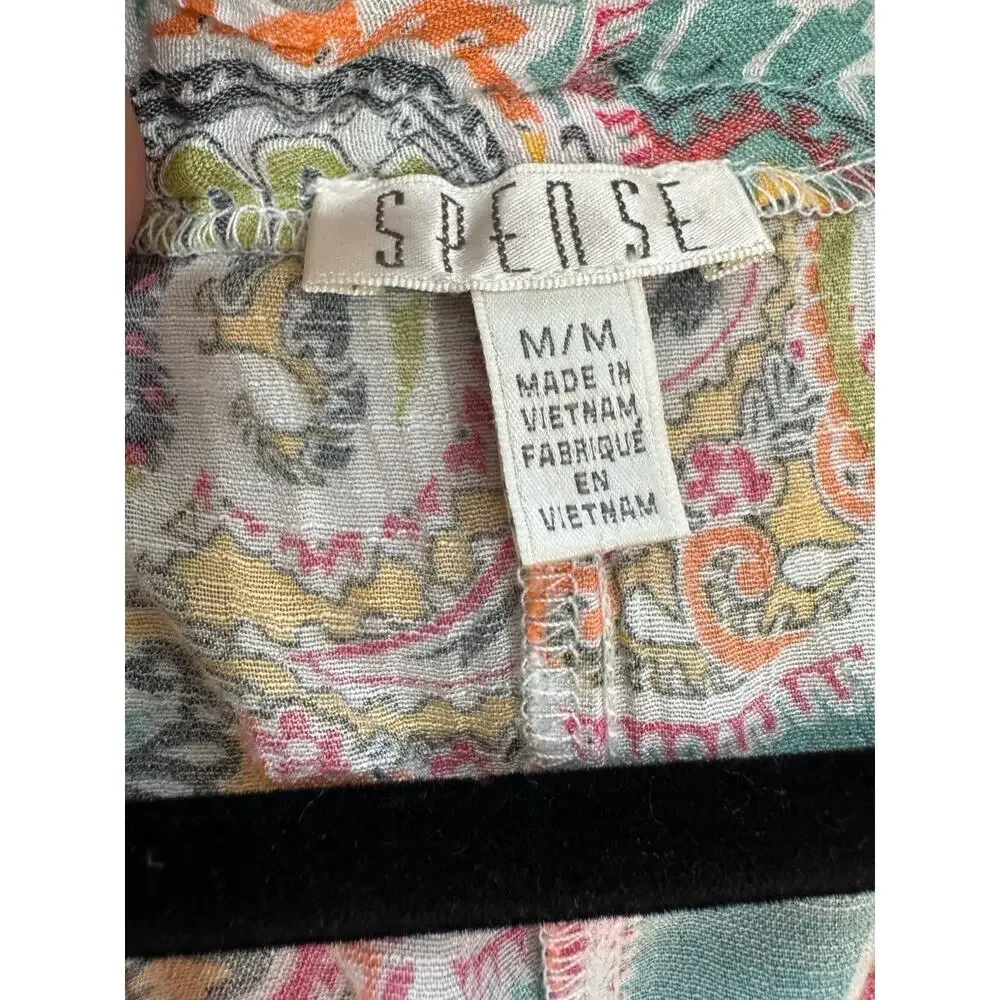 SPENSE
M/M
MADE IN
VIETNAM
FABRIQUÉ
EN
VIETNAM